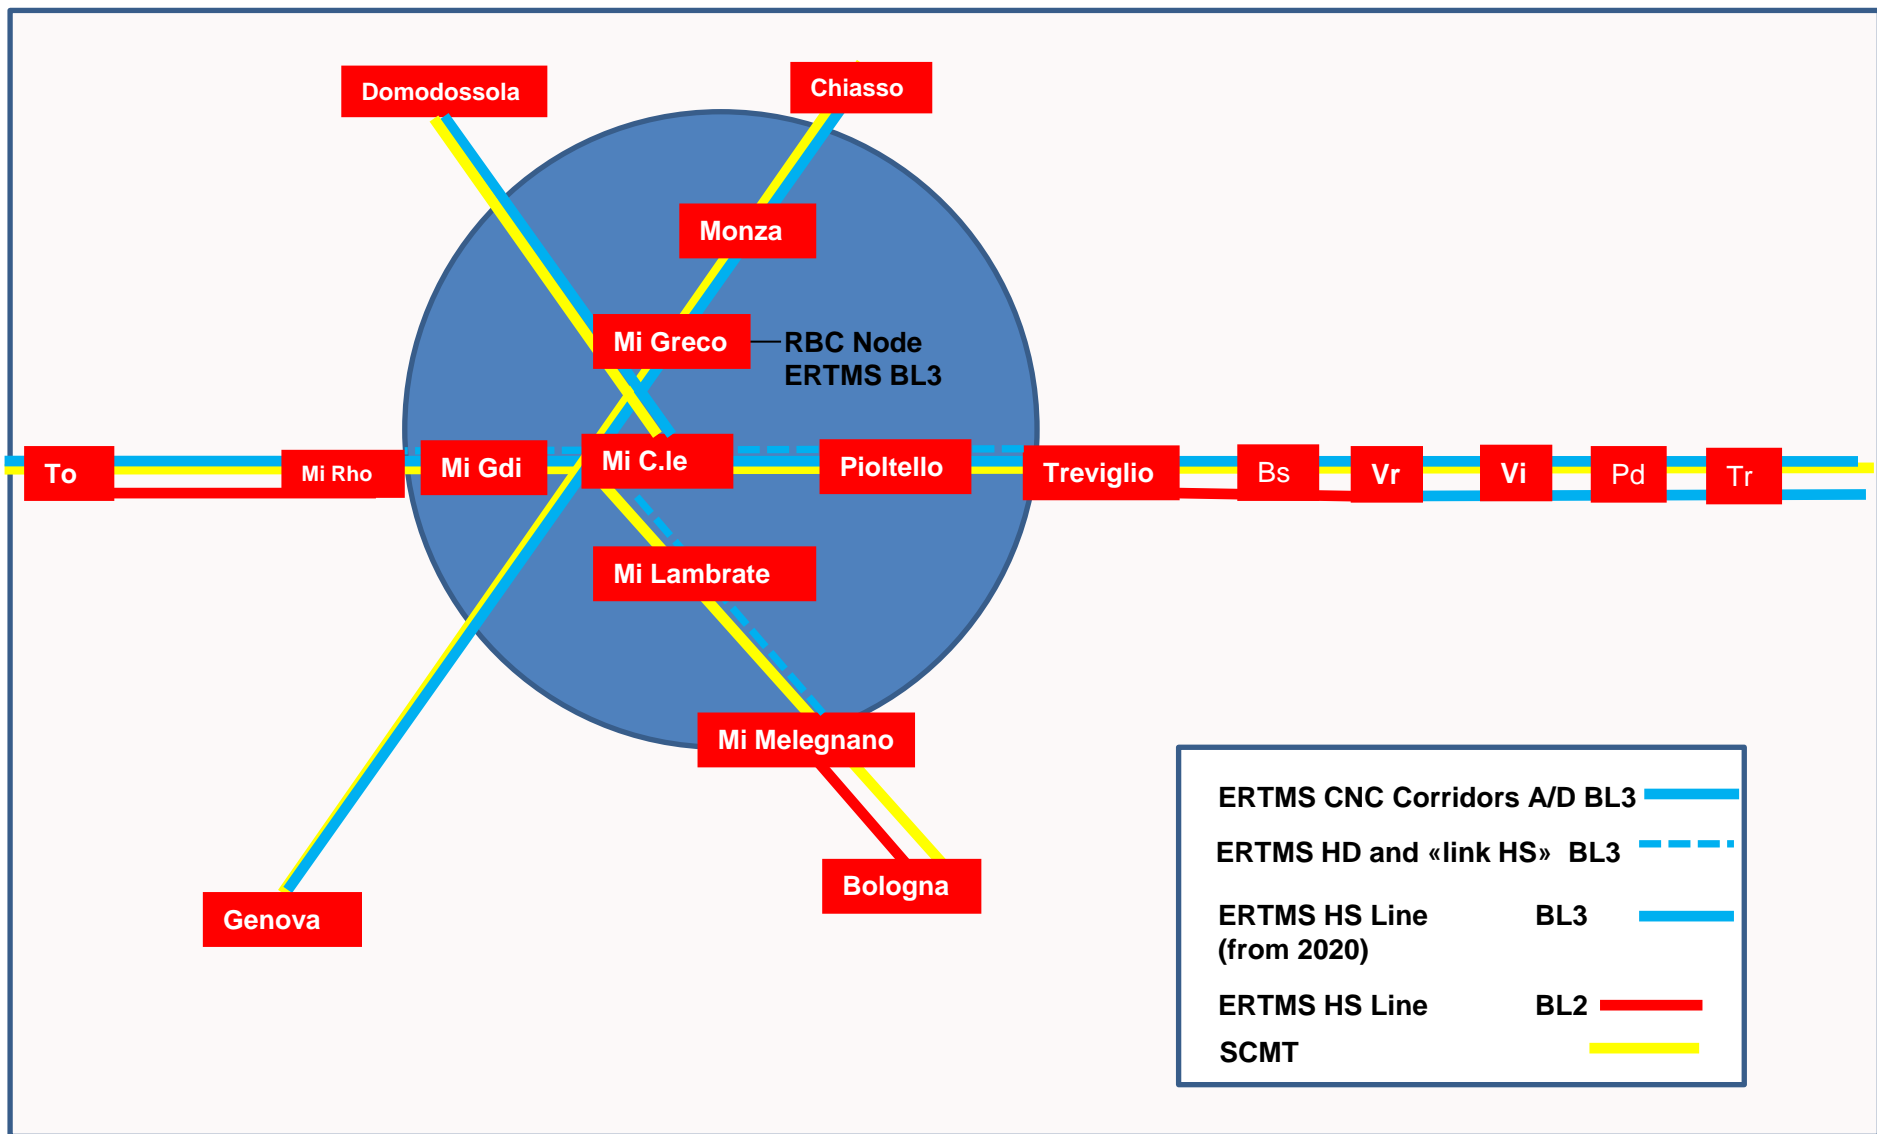 Domodossola
Chiasso
Monza
Mi Greco
RBC Node
ERTMS BL3
To
Mi Rho
Mi Gdi
Mi C.le
Pioltello
Treviglio
Bs
Vr
Vi
Pd
Tr
Mi Lambrate
Mi Melegnano
Bologna
Genova
ERTMS CNC Corridors A/D BL3
ERTMS HD and «link HS» BL3
ERTMS HS Line BL3
(from 2020)
ERTMS HS Line BL2
SCMT